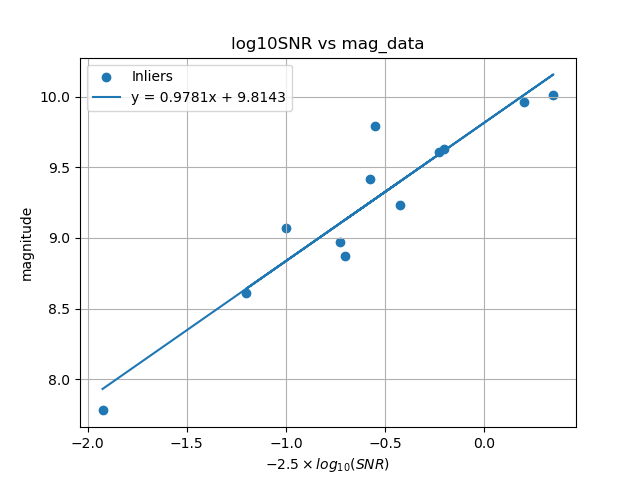 log10SNR vs mag_data
Inliers
y = 0.9781x + 9.8143
magnitude
10.0
9.5
9.0
8.5
8.0
−2.0 −1.5 −1.0 −0.5 0.0
−2.5 × log₁₀(SNR)